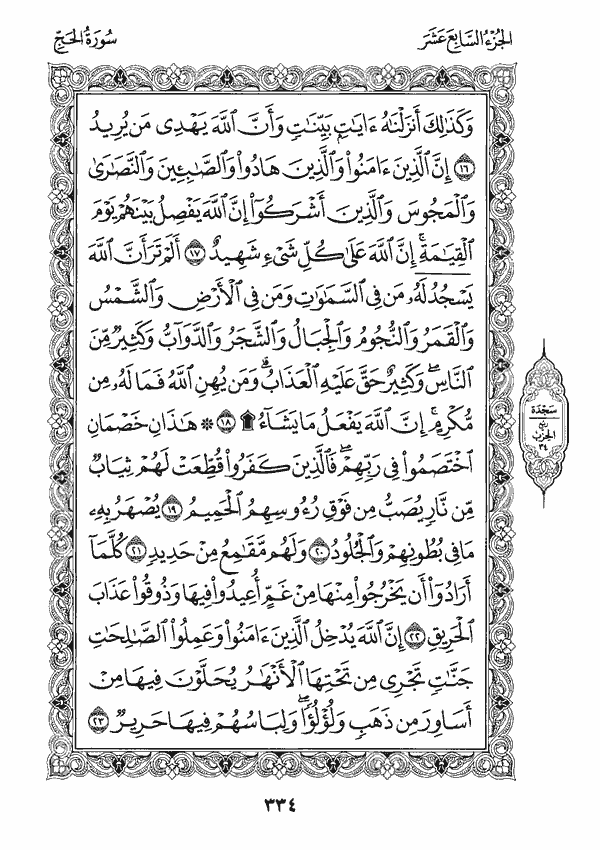 الجزء السابع عشر
سورة الحج
وَكَذَٰلِكَ أَنزَلْنَٰهُ ءَايَٰتٍۭ بَيِّنَٰتٍ وَأَنَّ ٱللَّهَ يَهْدِى مَن يُرِيدُ
١٦ إِنَّ ٱلَّذِينَ ءَامَنُوا۟ وَٱلَّذِينَ هَادُوا۟ وَٱلصَّٰبِـِٔينَ وَٱلنَّصَٰرَىٰ
وَٱلْمَجُوسَ وَٱلَّذِينَ أَشْرَكُوٓا۟ إِنَّ ٱللَّهَ يَفْصِلُ بَيْنَهُمْ يَوْمَ
ٱلْقِيَٰمَةِ ۚ إِنَّ ٱللَّهَ عَلَىٰ كُلِّ شَىْءٍ شَهِيدٌ ١٧ أَلَمْ تَرَ أَنَّ ٱللَّهَ
يَسْجُدُ لَهُۥ مَن فِى ٱلسَّمَٰوَٰتِ وَمَن فِى ٱلْأَرْضِ وَٱلشَّمْسُ
وَٱلْقَمَرُ وَٱلنُّجُومُ وَٱلْجِبَالُ وَٱلشَّجَرُ وَٱلدَّوَآبُّ وَكَثِيرٌ مِّنَ
ٱلنَّاسِ ۖ وَكَثِيرٌ حَقَّ عَلَيْهِ ٱلْعَذَابُ ۗ وَمَن يُهِنِ ٱللَّهُ فَمَا لَهُۥ مِن
مُّكْرِمٍ ۚ إِنَّ ٱللَّهَ يَفْعَلُ مَا يَشَآءُ ۩ ١٨ ۞ هَٰذَانِ خَصْمَانِ
ٱخْتَصَمُوا۟ فِى رَبِّهِمْ ۖ فَٱلَّذِينَ كَفَرُوا۟ قُطِّعَتْ لَهُمْ ثِيَابٌ
مِّن نَّارٍ يُصَبُّ مِن فَوْقِ رُءُوسِهِمُ ٱلْحَمِيمُ ١٩ يُصْهَرُ بِهِۦ
مَا فِى بُطُونِهِمْ وَٱلْجُلُودُ ٢٠ وَلَهُم مَّقَٰمِعُ مِنْ حَدِيدٍ ٢١ كُلَّمَآ
أَرَادُوٓا۟ أَن يَخْرُجُوا۟ مِنْهَا مِنْ غَمٍّ أُعِيدُوا۟ فِيهَا وَذُوقُوا۟ عَذَابَ
ٱلْحَرِيقِ ٢٢ إِنَّ ٱللَّهَ يُدْخِلُ ٱلَّذِينَ ءَامَنُوا۟ وَعَمِلُوا۟ ٱلصَّٰلِحَٰتِ
جَنَّٰتٍ تَجْرِى مِن تَحْتِهَا ٱلْأَنْهَٰرُ يُحَلَّوْنَ فِيهَا مِنْ
أَسَاوِرَ مِن ذَهَبٍ وَلُؤْلُؤًا ۖ وَلِبَاسُهُمْ فِيهَا حَرِيرٌ ٢٣
سجدة
ربع
الحزب
٣٤
٣٣٤